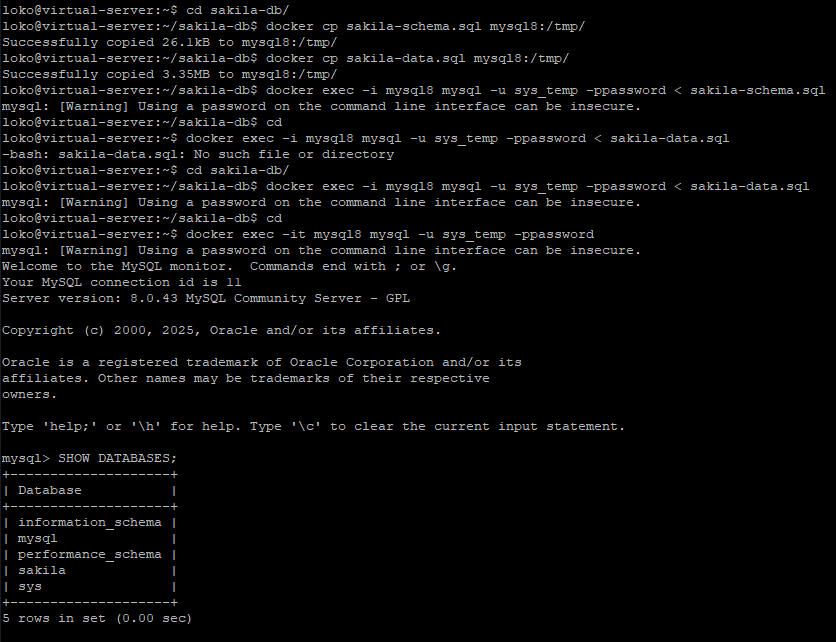 loko@virtual-server:~$ cd sakila-db/
loko@virtual-server:~/sakila-db$ docker cp sakila-schema.sql mysql8:/tmp/
Successfully copied 26.1kB to mysql8:/tmp/
loko@virtual-server:~/sakila-db$ docker cp sakila-data.sql mysql8:/tmp/
Successfully copied 3.35MB to mysql8:/tmp/
loko@virtual-server:~/sakila-db$ docker exec -i mysql8 mysql -u sys_temp -ppassword < sakila-schema.sql
mysql: [Warning] Using a password on the command line interface can be insecure.
loko@virtual-server:~/sakila-db$ cd
loko@virtual-server:~$ docker exec -i mysql8 mysql -u sys_temp -ppassword < sakila-data.sql
-bash: sakila-data.sql: No such file or directory
loko@virtual-server:~$ cd sakila-db/
loko@virtual-server:~/sakila-db$ docker exec -i mysql8 mysql -u sys_temp -ppassword < sakila-data.sql
mysql: [Warning] Using a password on the command line interface can be insecure.
loko@virtual-server:~/sakila-db$ cd
loko@virtual-server:~$ docker exec -it mysql8 mysql -u sys_temp -ppassword
mysql: [Warning] Using a password on the command line interface can be insecure.
Welcome to the MySQL monitor.  Commands end with ; or \g.
Your MySQL connection id is 11
Server version: 8.0.43 MySQL Community Server - GPL

Copyright (c) 2000, 2025, Oracle and/or its affiliates.

Oracle is a registered trademark of Oracle Corporation and/or its
affiliates. Other names may be trademarks of their respective
owners.

Type 'help;' or '\h' for help. Type '\c' to clear the current input statement.

mysql> SHOW DATABASES;
+--------------------+
| Database           |
+--------------------+
| information_schema |
| mysql              |
| performance_schema |
| sakila             |
| sys                |
+--------------------+
5 rows in set (0.00 sec)